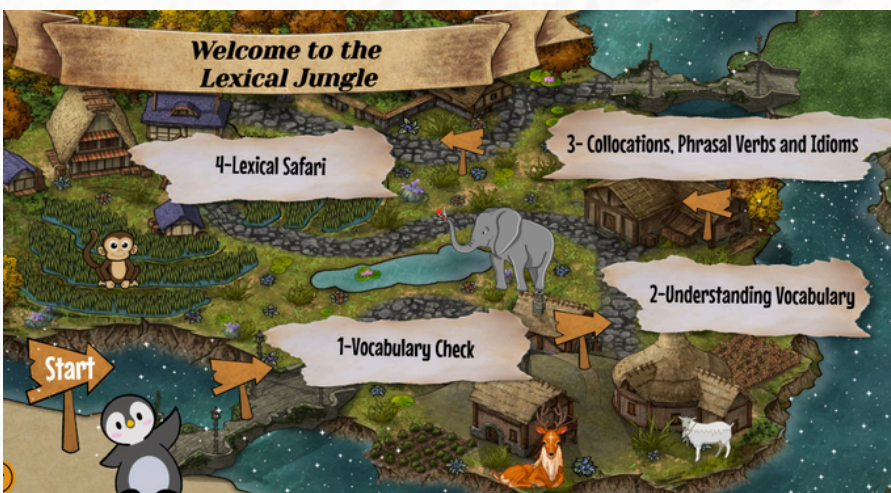 Welcome to the
Lexical Jungle
3- Collocations, Phrasal Verbs and Idioms
4-Lexical Safari
2-Understanding Vocabulary
1-Vocabulary Check
Start